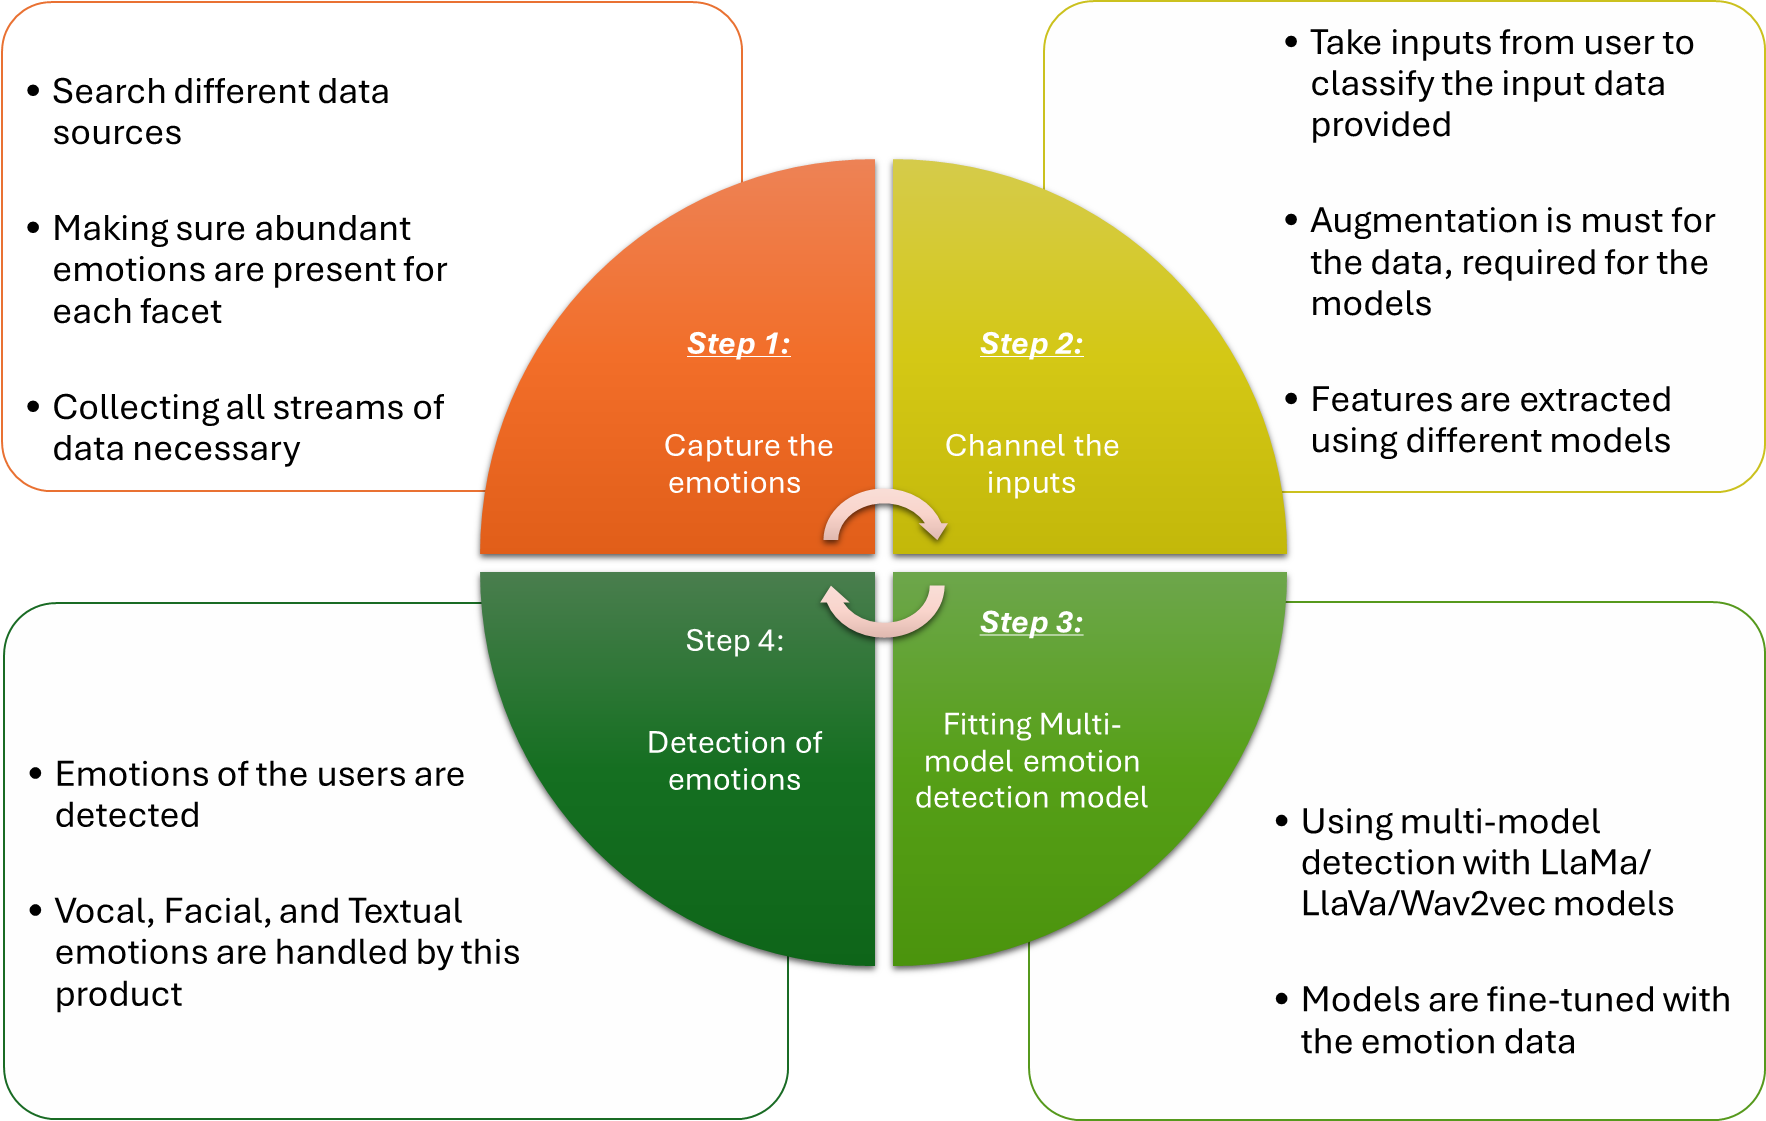 • Search different data
sources
• Making sure abundant
emotions are present for
each facet
• Collecting all streams of
data necessary
Step 1:
Capture the
emotions
• Take inputs from user to
classify the input data
provided
• Augmentation is must for
the data, required for the
models
• Features are extracted
using different models
Step 2:
Channel the
inputs
Step 3:
Fitting Multi-
model emotion
detection model
• Using multi-model
detection with LlaMa/
LlaVa/Wav2vec models
• Models are fine-tuned with
the emotion data
Step 4:
Detection of
emotions
• Emotions of the users are
detected
• Vocal, Facial, and Textual
emotions are handled by this
product